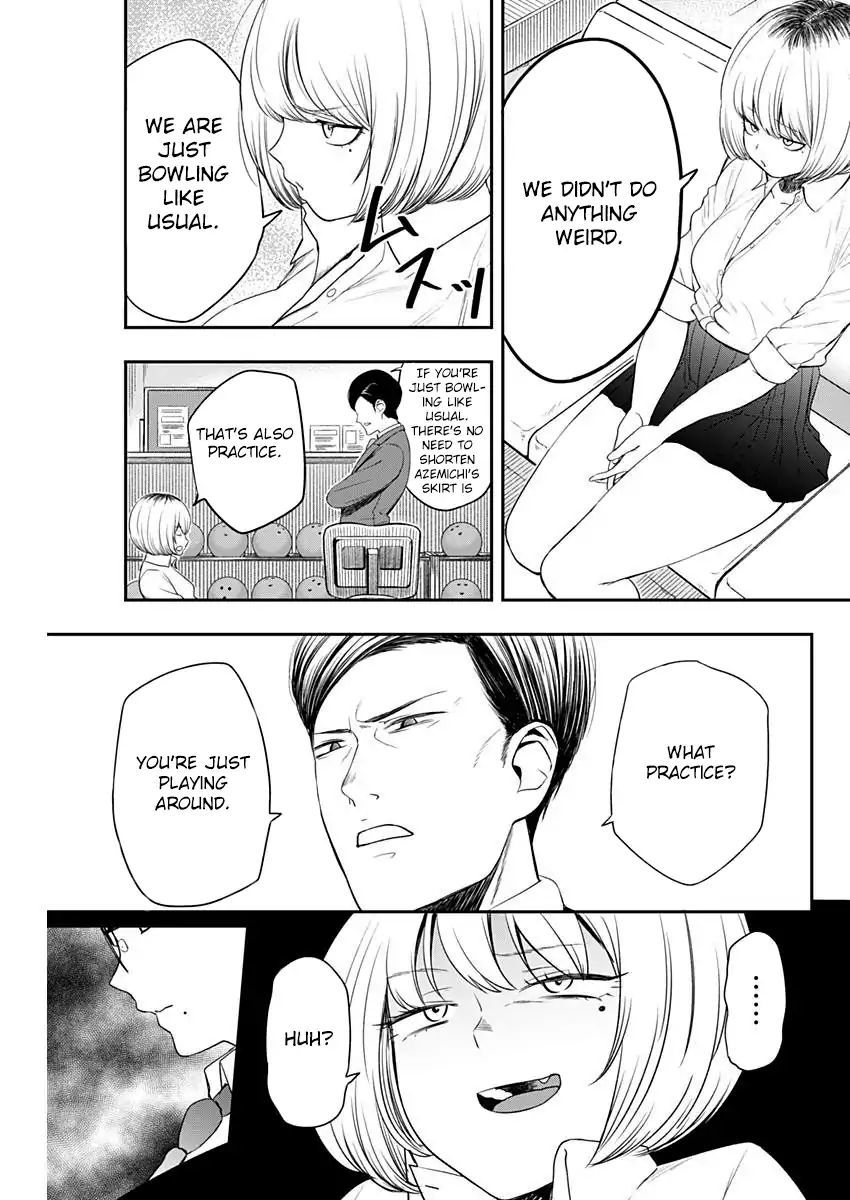 WE DIDN'T DO
ANYTHING
WEIRD.
WE ARE
JUST
BOWLING
LIKE
USUAL.
ムスッ
IF YOU'RE
JUST BOWL-
ING LIKE
USUAL.
THERE'S NO
NEED TO
SHORTEN
AZEMICHI'S
SKIRT IS
THAT'S ALSO
PRACTICE.
WHAT
PRACTICE?
YOU'RE JUST
PLAYING
AROUND.
......
HUH?